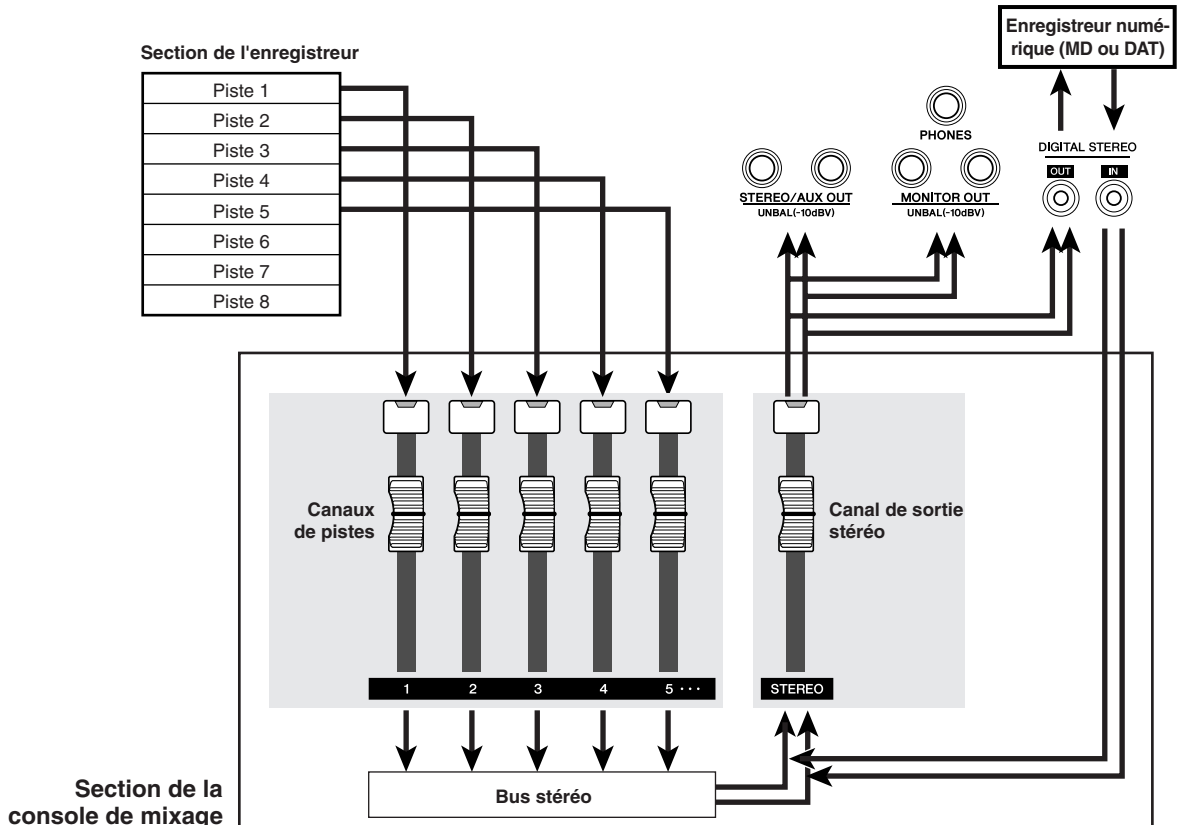 Enregistreur numé-
rique (MD ou DAT)
Section de l'enregistreur
Piste 1
Piste 2
Piste 3
Piste 4
Piste 5
Piste 6
Piste 7
Piste 8
PHONES
DIGITAL STEREO
OUT
IN
STEREO/AUX OUT
UNBAL(-10dBV)
MONITOR OUT
UNBAL(-10dBV)
Canaux
de pistes
Canal de sortie
stéréo
1 2 3 4 5 ···
STEREO
Bus stéréo
Section de la
console de mixage